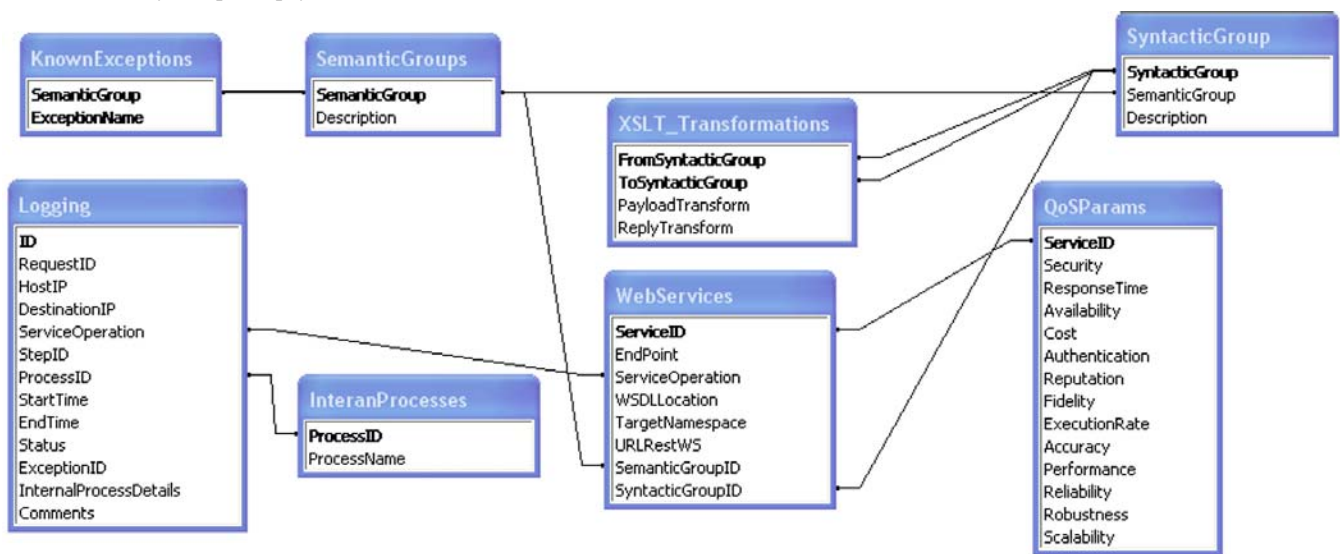 KnownExceptions
SemanticGroup
ExceptionName
SemanticGroups
SemanticGroup
Description
SyntacticGroup
SyntacticGroup
SemanticGroup
Description
XSLT_Transformations
FromSyntacticGroup
ToSyntacticGroup
PayloadTransform
ReplyTransform
Logging
ID
RequestID
HostIP
DestinationIP
ServiceOperation
StepID
ProcessID
StartTime
EndTime
Status
ExceptionID
InternalProcessDetails
Comments
InteranProcesses
ProcessID
ProcessName
WebServices
ServiceID
EndPoint
ServiceOperation
WSDLLocation
TargetNamespace
URLRestWS
SemanticGroupID
SyntacticGroupID
QoSParams
ServiceID
Security
ResponseTime
Availability
Cost
Authentication
Reputation
Fidelity
ExecutionRate
Accuracy
Performance
Reliability
Robustness
Scalability